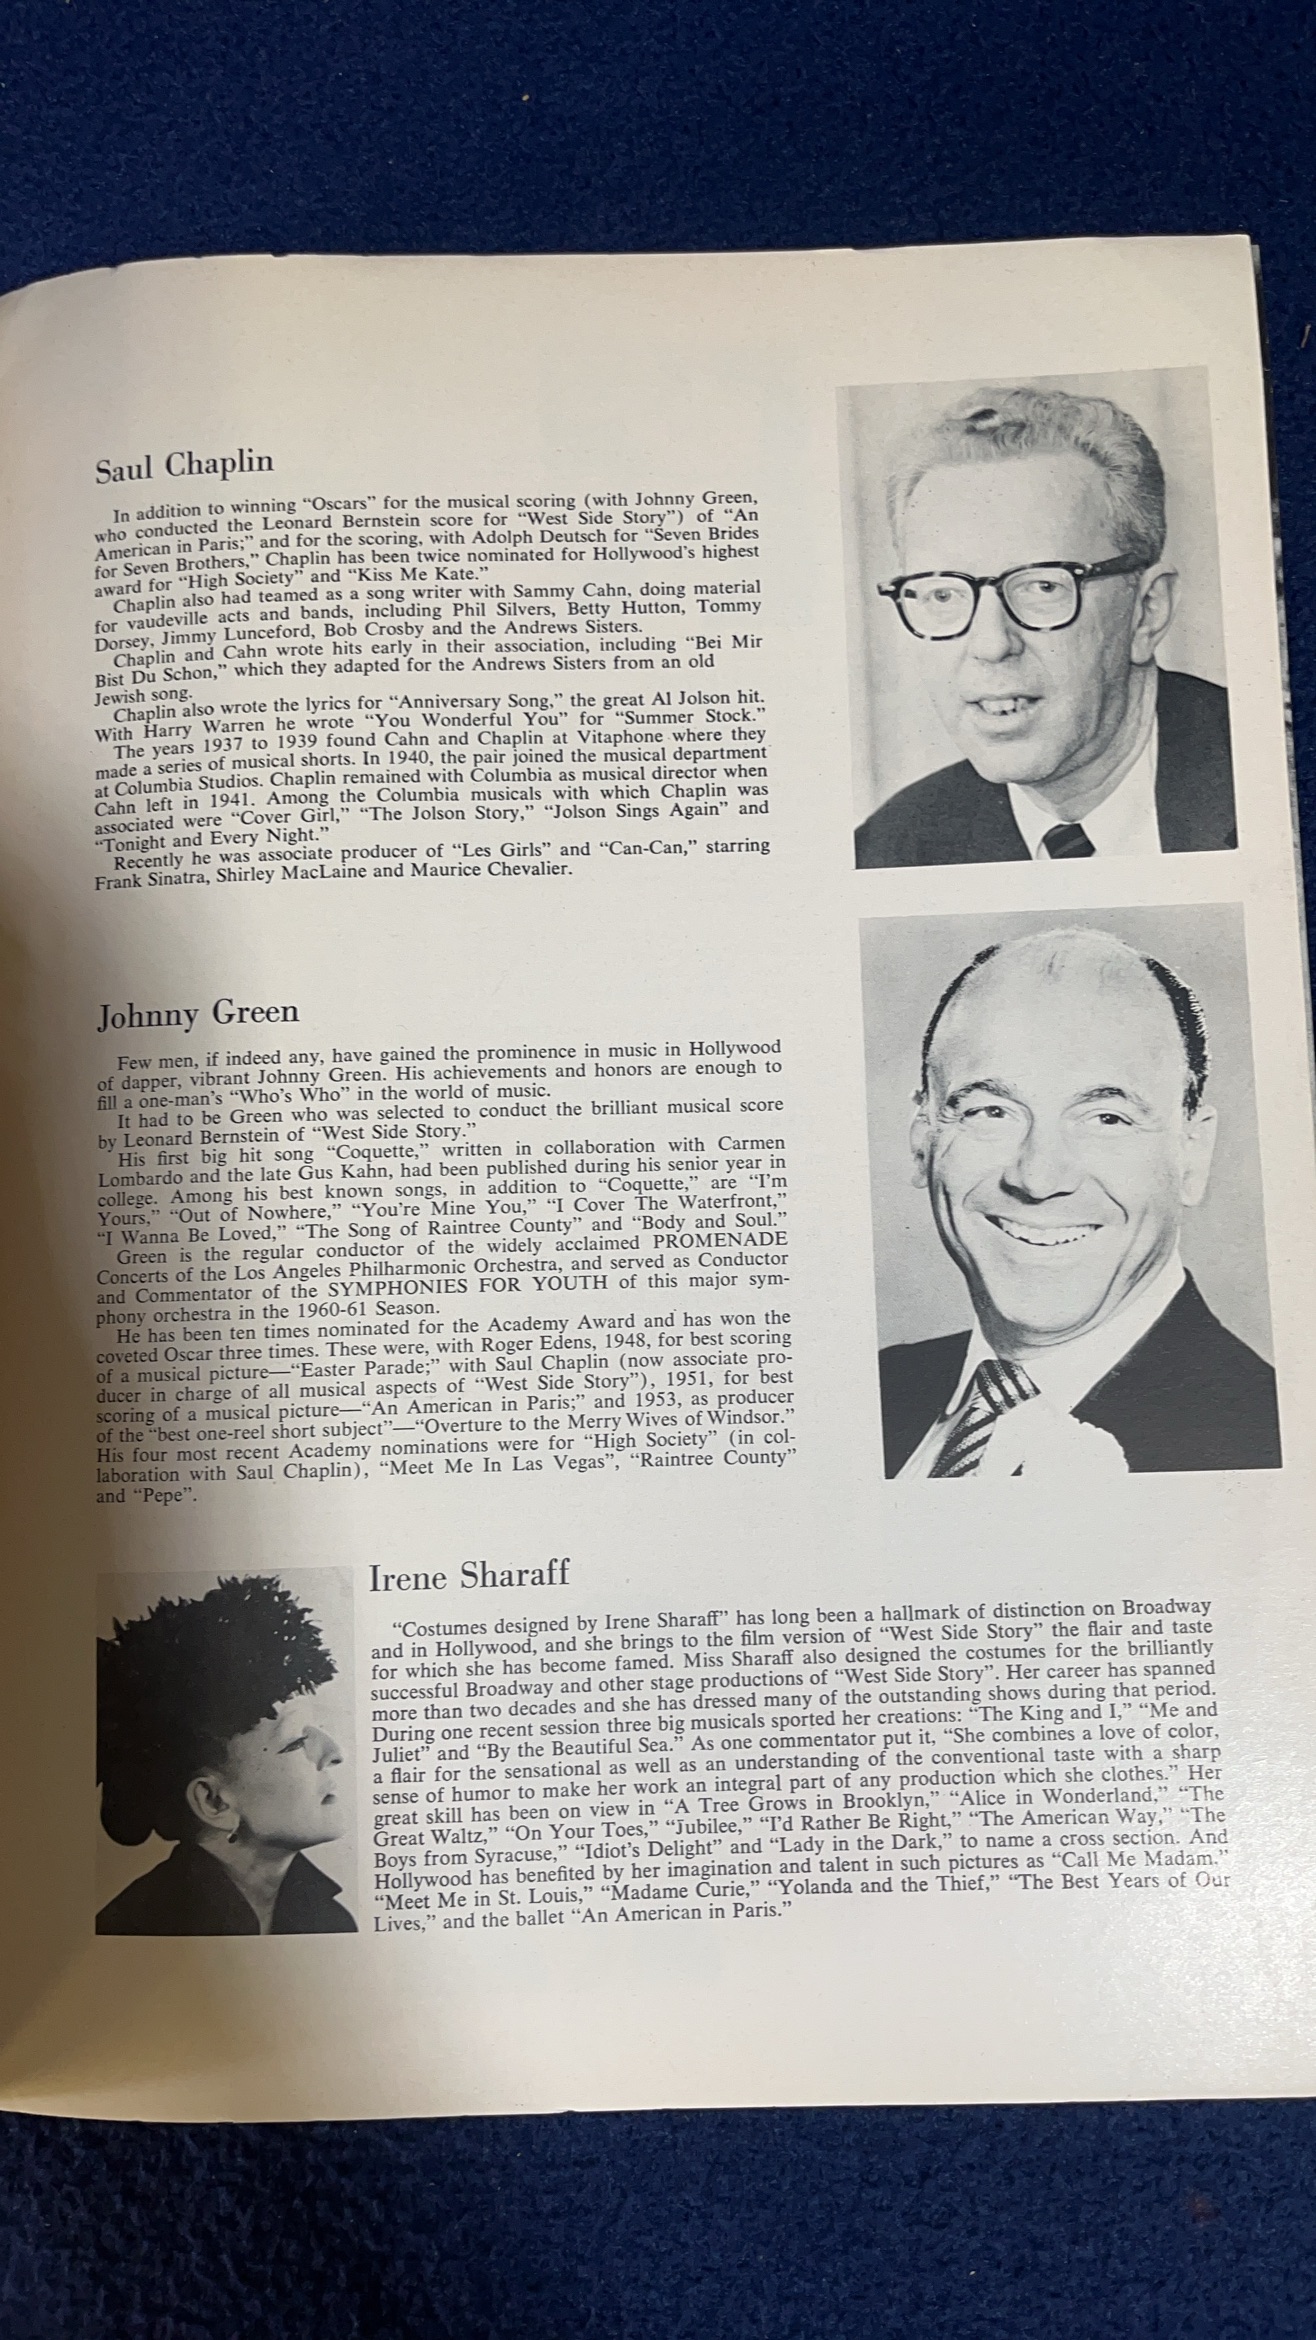 Saul Chaplin
In addition to winning “Oscars” for the musical scoring (with Johnny Green,
who conducted the Leonard Bernstein score for “West Side Story”) of “An
American in Paris;” and for the scoring, with Adolph Deutsch for “Seven Brides
for Seven Brothers,” Chaplin has been twice nominated for Hollywood’s highest
award for “High Society” and “Kiss Me Kate.”
Chaplin also had teamed as a song writer with Sammy Cahn, doing material
for vaudeville acts and bands, including Phil Silvers, Betty Hutton, Tommy
Dorsey, Jimmy Lunceford, Bob Crosby and the Andrews Sisters.
Chaplin and Cahn wrote hits early in their association, including “Bei Mir
Bist Du Schon,” which they adapted for the Andrews Sisters from an old
Jewish song.
Chaplin also wrote the lyrics for “Anniversary Song,” the great Al Jolson hit.
With Harry Warren he wrote “You Wonderful You” for “Summer Stock.”
The years 1937 to 1939 found Cahn and Chaplin at Vitaphone where they
made a series of musical shorts. In 1940, the pair joined the musical department
at Columbia Studios. Chaplin remained with Columbia as musical director when
Cahn left in 1941. Among the Columbia musicals with which Chaplin was
associated were “Cover Girl,” “The Jolson Story,” “Jolson Sings Again” and
“Tonight and Every Night.”
Recently he was associate producer of “Les Girls” and “Can-Can,” starring
Frank Sinatra, Shirley MacLaine and Maurice Chevalier.
Johnny Green
Few men, if indeed any, have gained the prominence in music in Hollywood
of dapper, vibrant Johnny Green. His achievements and honors are enough to
fill a one-man’s “Who’s Who” in the world of music.
It had to be Green who was selected to conduct the brilliant musical score
by Leonard Bernstein of “West Side Story.”
His first big hit song “Coquette,” written in collaboration with Carmen
Lombardo and the late Gus Kahn, had been published during his senior year in
college. Among his best known songs, in addition to “Coquette,” are “I’m
Yours,” “Out of Nowhere,” “You’re Mine You,” “I Cover The Waterfront,”
“I Wanna Be Loved,” “The Song of Raintree County” and “Body and Soul.”
Green is the regular conductor of the widely acclaimed PROMENADE
Concerts of the Los Angeles Philharmonic Orchestra, and served as Conductor
and Commentator of the SYMPHONIES FOR YOUTH of this major sym-
phony orchestra in the 1960-61 Season.
He has been ten times nominated for the Academy Award and has won the
coveted Oscar three times. These were, with Roger Edens, 1948, for best scoring
of a musical picture—“Easter Parade;” with Saul Chaplin (now associate pro-
ducer in charge of all musical aspects of “West Side Story”), 1951, for best
scoring of a musical picture—“An American in Paris;” and 1953, as producer
of the “best one-reel short subject”—“Overture to the Merry Wives of Windsor.”
His four most recent Academy nominations were for “High Society” (in col-
laboration with Saul Chaplin), “Meet Me In Las Vegas”, “Raintree County”
and “Pepe”.
Irene Sharaff
“Costumes designed by Irene Sharaff” has long been a hallmark of distinction on Broadway
and in Hollywood, and she brings to the film version of “West Side Story” the flair and taste
for which she has become famed. Miss Sharaff also designed the costumes for the brilliantly
successful Broadway and other stage productions of “West Side Story”. Her career has spanned
more than two decades and she has dressed many of the outstanding shows during that period.
During one recent session three big musicals sported her creations: “The King and I,” “Me and
Juliet” and “By the Beautiful Sea.” As one commentator put it, “She combines a love of color,
a flair for the sensational as well as an understanding of the conventional taste with a sharp
sense of humor to make her work an integral part of any production which she clothes.” Her
great skill has been on view in “A Tree Grows in Brooklyn,” “Alice in Wonderland,” “The
Great Waltz,” “On Your Toes,” “Jubilee,” “I’d Rather Be Right,” “The American Way,” “The
Boys from Syracuse,” “Idiot’s Delight” and “Lady in the Dark,” to name a cross section. And
Hollywood has benefited by her imagination and talent in such pictures as “Call Me Madam.”
“Meet Me in St. Louis,” “Madame Curie,” “Yolanda and the Thief,” “The Best Years of Our
Lives,” and the ballet “An American in Paris.”